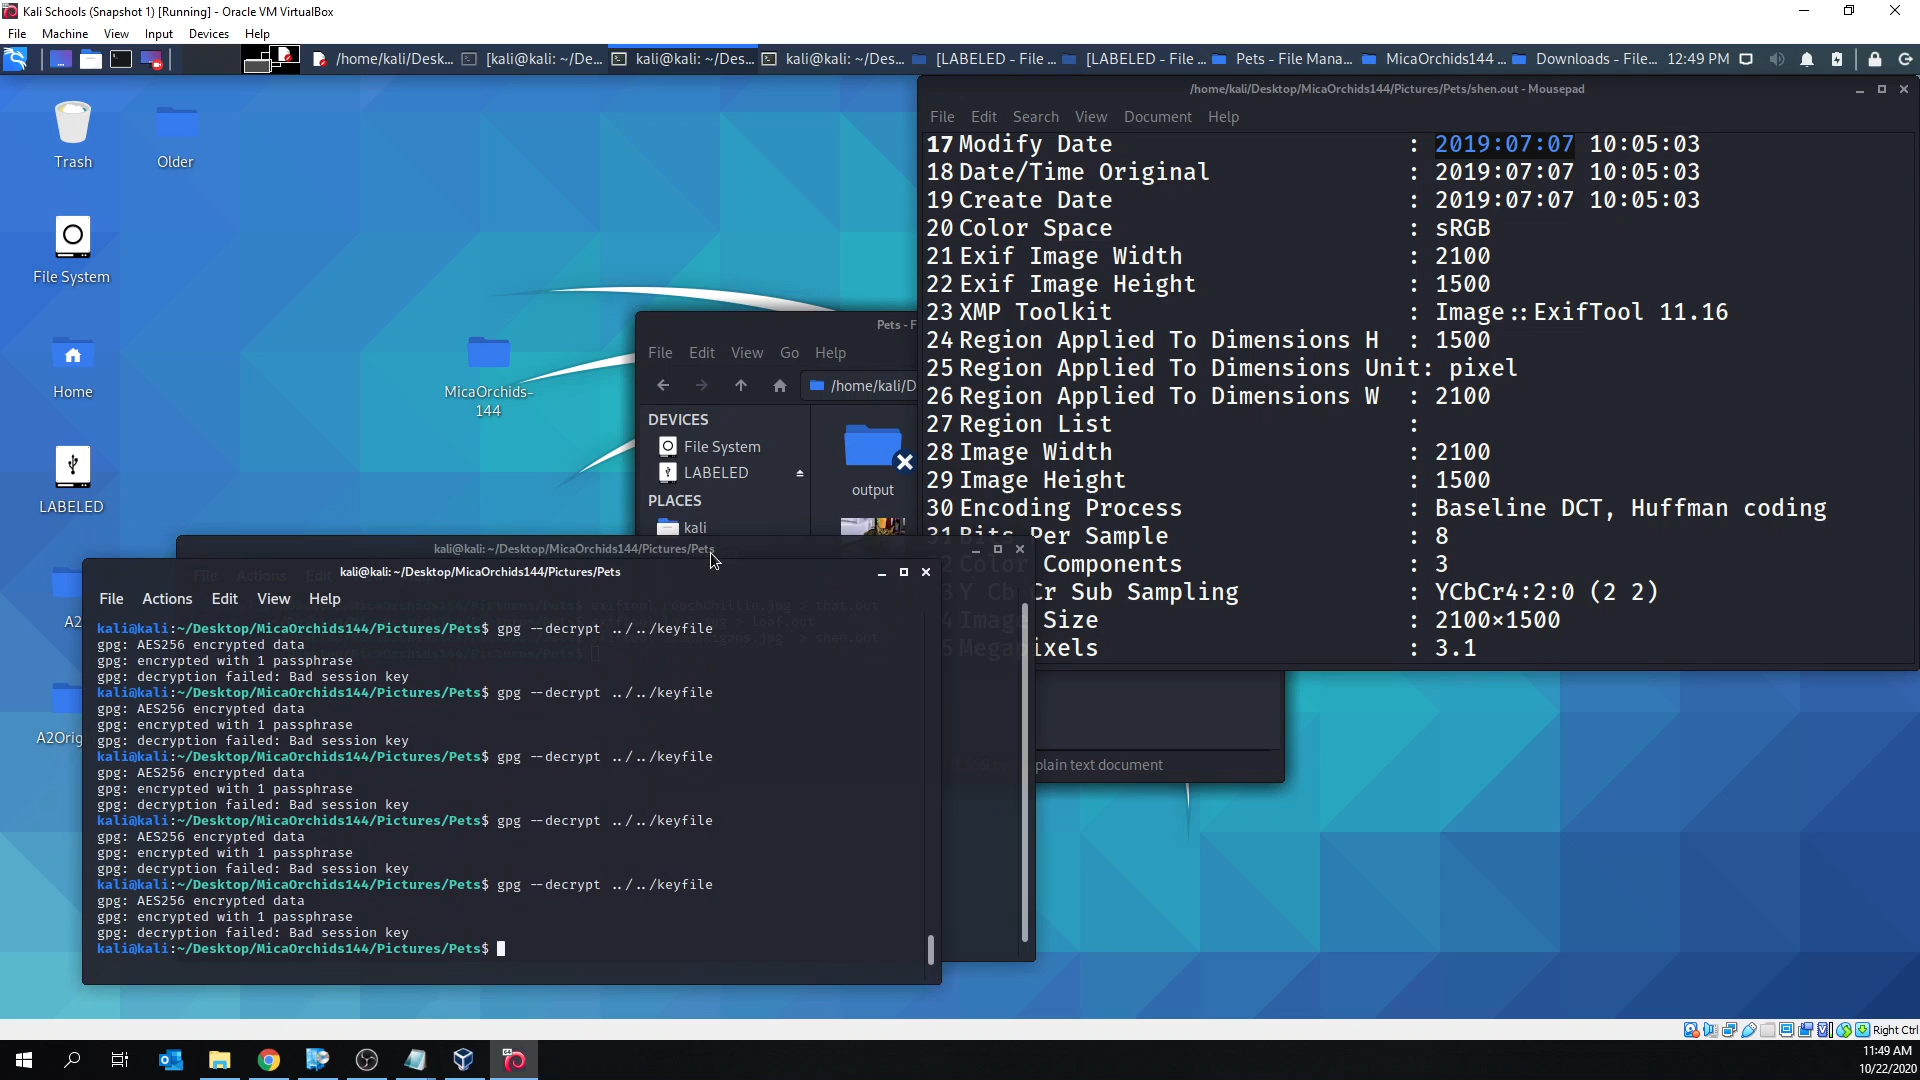 Kali Schools (Snapshot 1) [Running] - Oracle VM VirtualBox
File Machine View Input Devices Help
/home/kali/Desk... [kali@kali: ~/De... kali@kali: ~/Des... kali@kali: ~/Des... [LABELED - File ... [LABELED - File ... Pets - File Mana... MicaOrchids144 ... Downloads - File... 12:49 PM
Trash
Older
File System
Home
MicaOrchids-
144
LABELED
A2
A2Orig
/home/kali/Desktop/MicaOrchids144/Pictures/Pets/shen.out - Mousepad
File Edit Search View Document Help
17 Modify Date : 2019:07:07 10:05:03
18 Date/Time Original : 2019:07:07 10:05:03
19 Create Date : 2019:07:07 10:05:03
20 Color Space : sRGB
21 Exif Image Width : 2100
22 Exif Image Height : 1500
23 XMP Toolkit : Image::ExifTool 11.16
24 Region Applied To Dimensions H : 1500
25 Region Applied To Dimensions Unit: pixel
26 Region Applied To Dimensions W : 2100
27 Region List :
28 Image Width : 2100
29 Image Height : 1500
30 Encoding Process : Baseline DCT, Huffman coding
31 Bits Per Sample : 8
2 Color Components : 3
3 Y Cb Cr Sub Sampling : YCbCr4:2:0 (2 2)
4 Image Size : 2100×1500
5 Megapixels : 3.1
plain text document
Pets - F
File Edit View Go Help
/home/kali/D
DEVICES
File System
LABELED
PLACES
kali
output
kali@kali: ~/Desktop/MicaOrchids144/Pictures/Pets
File Actions Edit
kali@kali: ~/Desktop/MicaOrchids144/Pictures/Pets
File Actions Edit View Help
kali@kali:~/Desktop/MicaOrchids144/Pictures/Pets$ gpg --decrypt ../../keyfile
gpg: AES256 encrypted data
gpg: encrypted with 1 passphrase
gpg: decryption failed: Bad session key
kali@kali:~/Desktop/MicaOrchids144/Pictures/Pets$ gpg --decrypt ../../keyfile
gpg: AES256 encrypted data
gpg: encrypted with 1 passphrase
gpg: decryption failed: Bad session key
kali@kali:~/Desktop/MicaOrchids144/Pictures/Pets$ gpg --decrypt ../../keyfile
gpg: AES256 encrypted data
gpg: encrypted with 1 passphrase
gpg: decryption failed: Bad session key
kali@kali:~/Desktop/MicaOrchids144/Pictures/Pets$ gpg --decrypt ../../keyfile
gpg: AES256 encrypted data
gpg: encrypted with 1 passphrase
gpg: decryption failed: Bad session key
kali@kali:~/Desktop/MicaOrchids144/Pictures/Pets$ gpg --decrypt ../../keyfile
gpg: AES256 encrypted data
gpg: encrypted with 1 passphrase
gpg: decryption failed: Bad session key
kali@kali:~/Desktop/MicaOrchids144/Pictures/Pets$
Right Ctrl
11:49 AM
10/22/2020